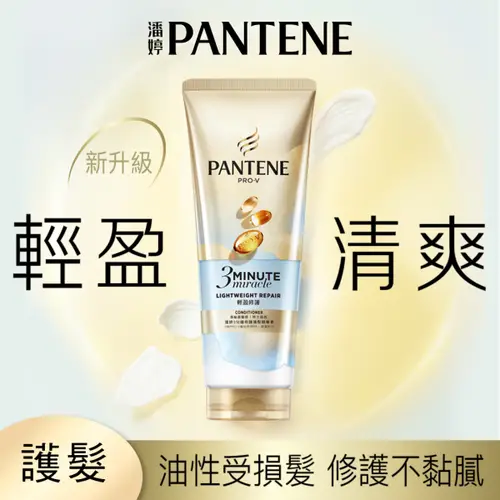 潘婷 PANTENE
新升級
輕盈 清爽
PANTENE
PRO-V
3 MINUTE
miracle
LIGHTWEIGHT REPAIR
輕盈修護
CONDITIONER
護髮 油性受損髮 修護不黏膩